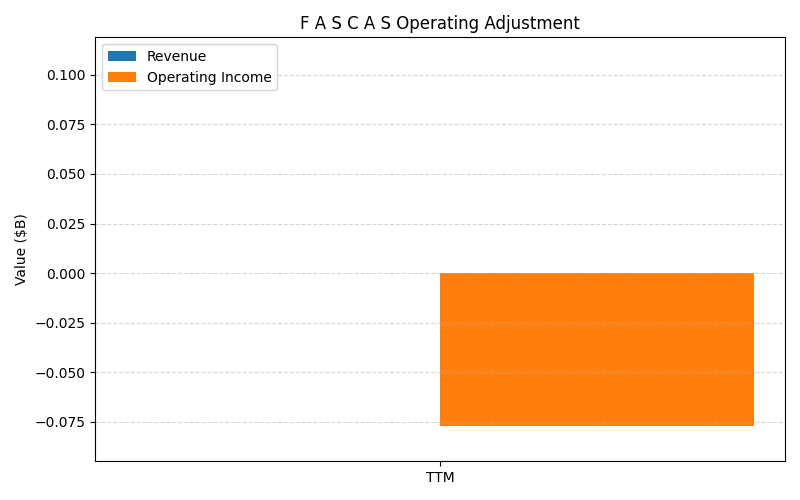 F A S C A S Operating Adjustment
Revenue
Operating Income
0.100
0.075
0.050
0.025
0.000
−0.025
−0.050
−0.075
Value ($B)
TTM